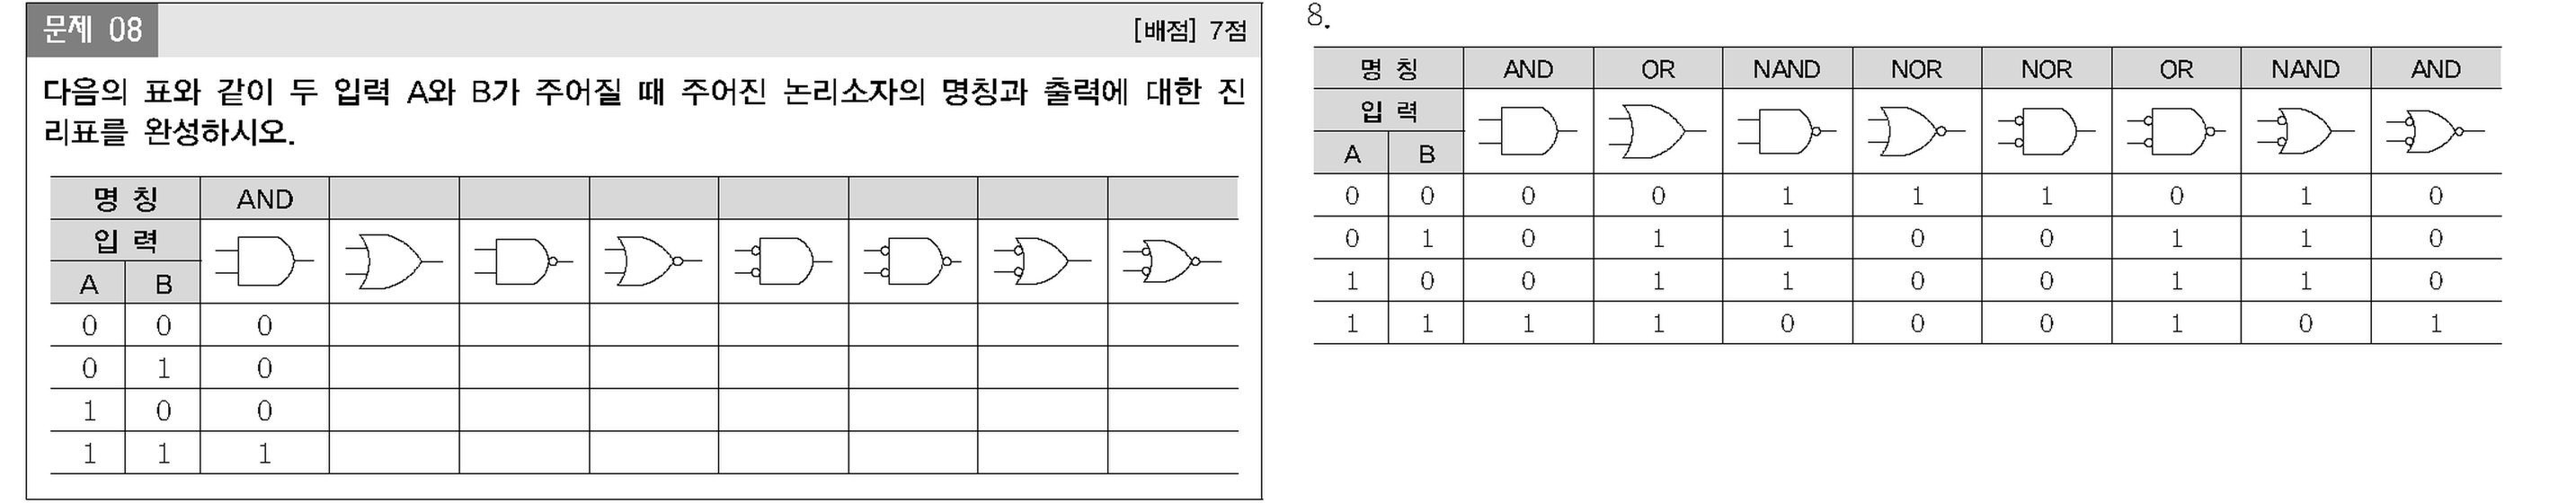 문제 08
[배점] 7점
다음의 표와 같이 두 입력 A와 B가 주어질 때 주어진 논리소자의 명칭과 출력에 대한 진
리표를 완성하시오.
명 칭 AND
입 력
A B
0 0 0
0 1 0
1 0 0
1 1 1
8.
명 칭 AND OR NAND NOR NOR OR NAND AND
입 력
A B
0 0 0 0 1 1 1 0 1 0
0 1 0 1 1 0 0 1 1 0
1 0 0 1 1 0 0 1 1 0
1 1 1 1 0 0 0 1 0 1